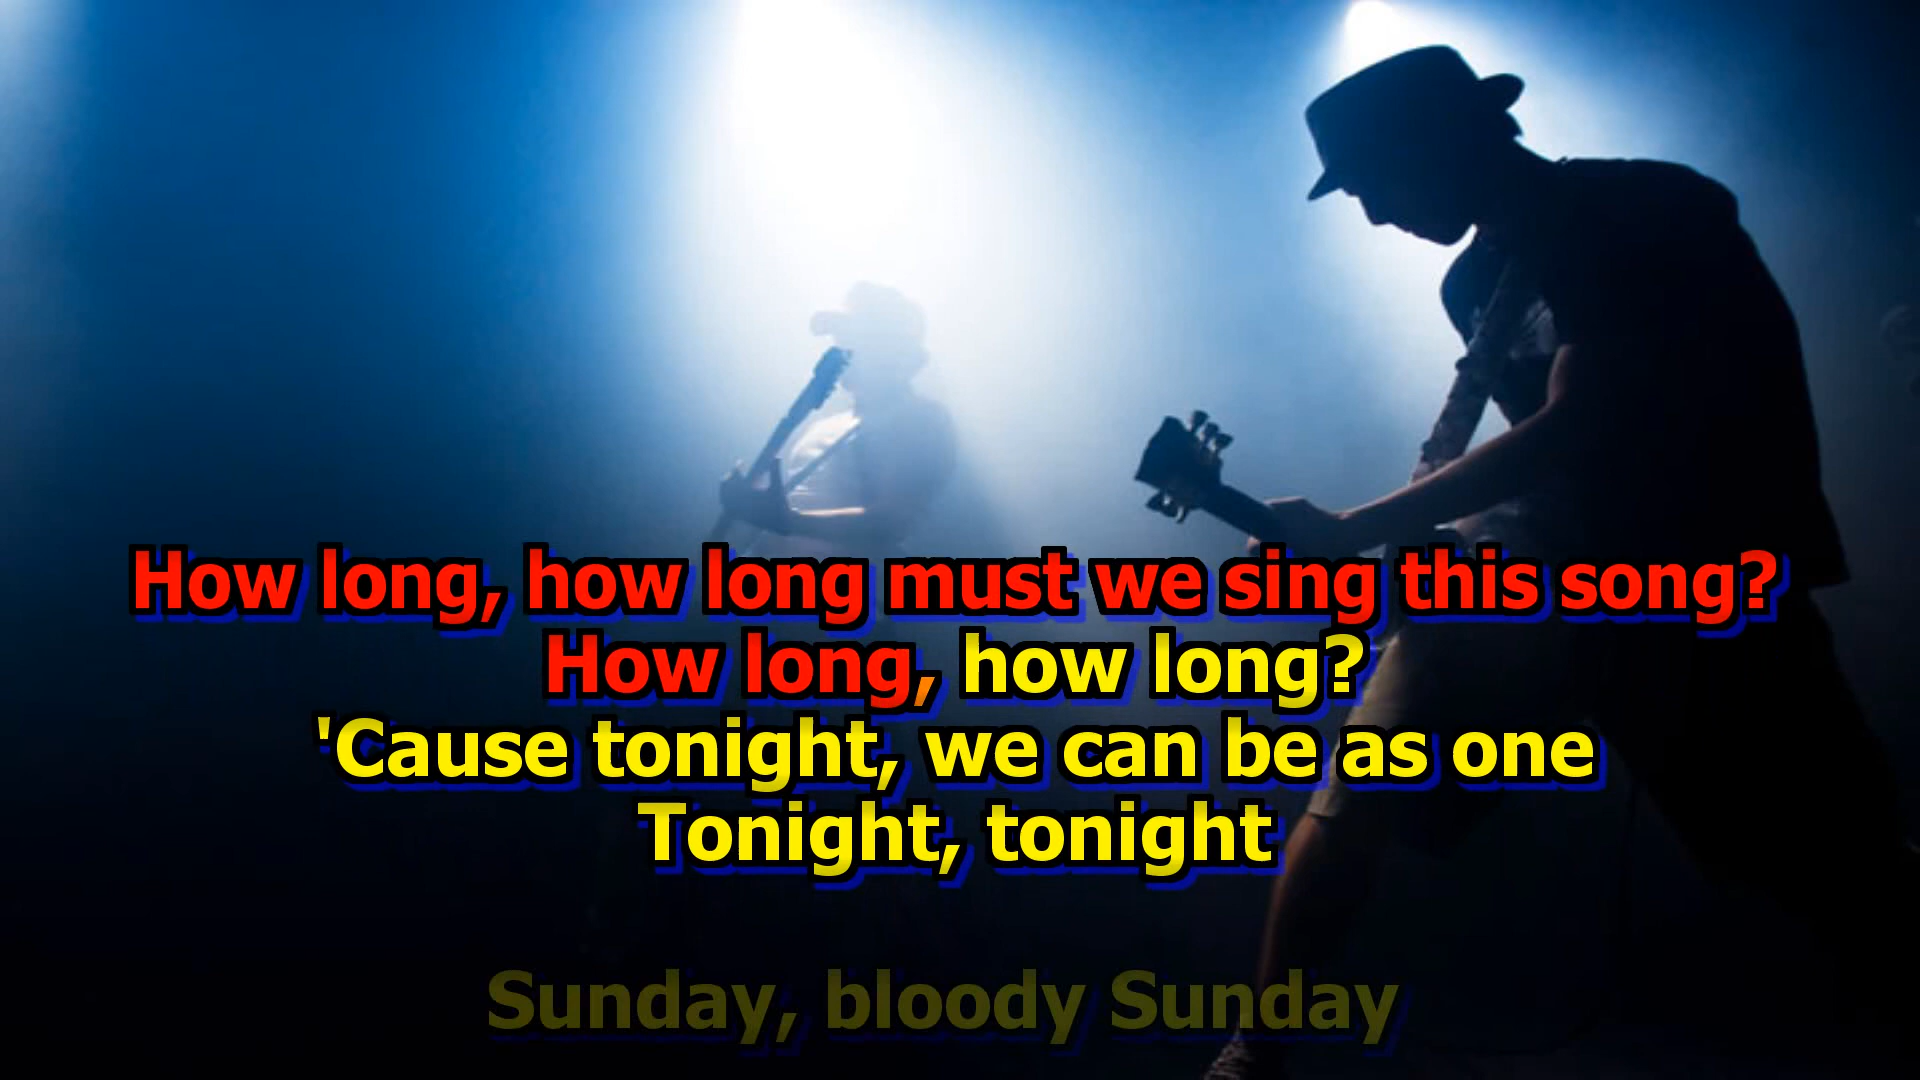 How long, how long must we sing this song?
How long, how long?
'Cause tonight, we can be as one
Tonight, tonight
Sunday, bloody Sunday